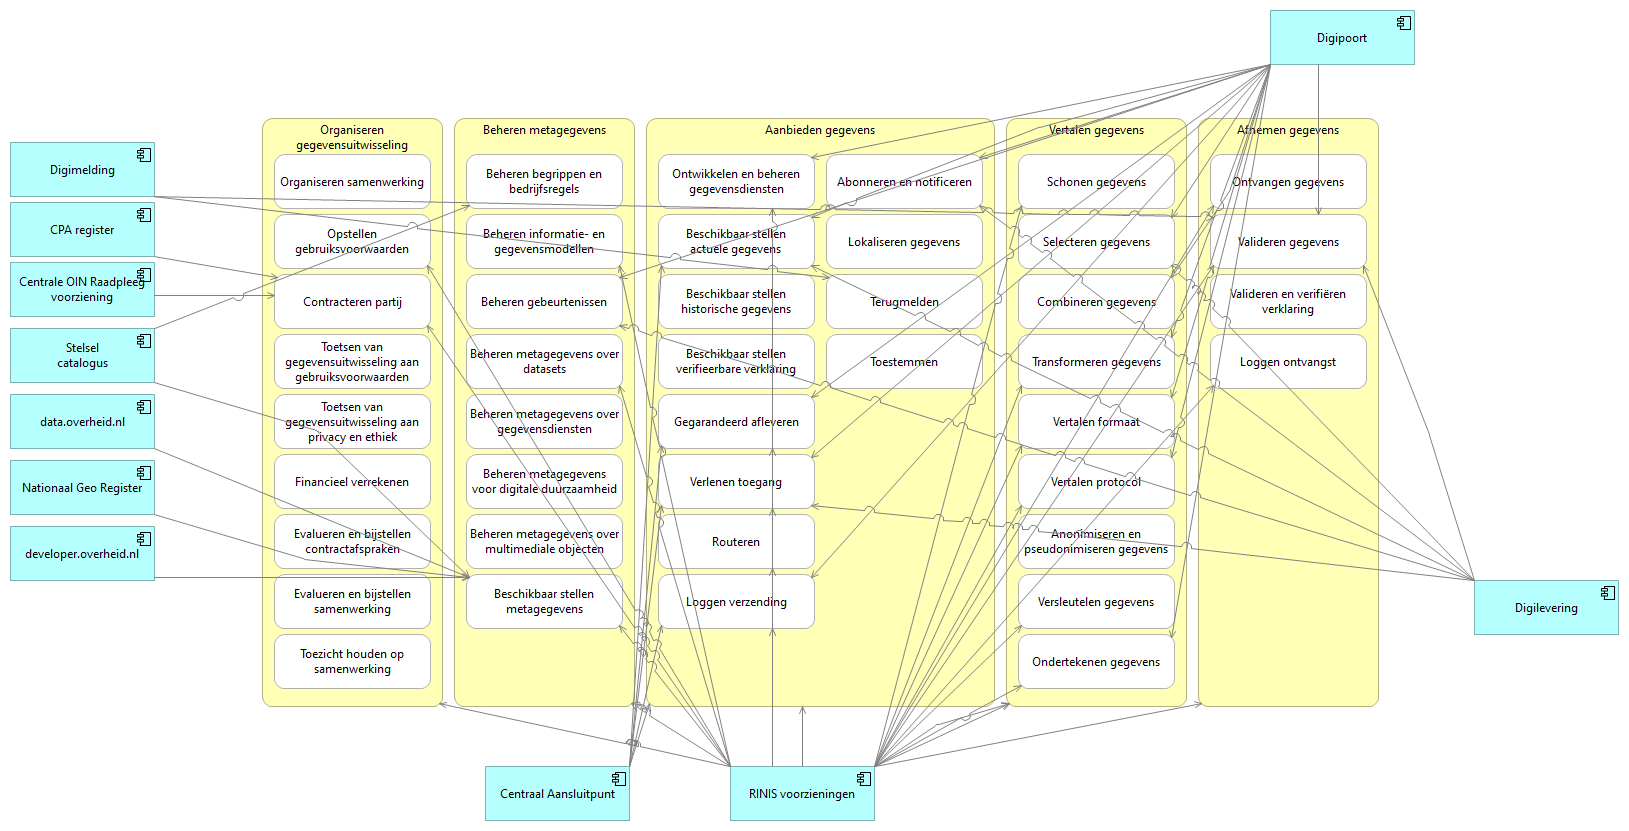 Digipoort
Organiseren
gegevensuitwisseling
Organiseren samenwerking
Opstellen
gebruiksvoorwaarden
Contracteren partij
Toetsen van
gegevensuitwisseling aan
gebruiksvoorwaarden
Toetsen van
gegevensuitwisseling aan
privacy en ethiek
Financieel verrekenen
Evalueren en bijstellen
contractafspraken
Evalueren en bijstellen
samenwerking
Toezicht houden op
samenwerking
Beheren metagegevens
Beheren begrippen en
bedrijfsregels
Beheren informatie- en
gegevensmodellen
Beheren gebeurtenissen
Beheren metagegevens over
datasets
Beheren metagegevens over
gegevensdiensten
Beheren metagegevens
voor digitale duurzaamheid
Beheren metagegevens over
multimediale objecten
Beschikbaar stellen
metagegevens
Aanbieden gegevens
Ontwikkelen en beheren
gegevensdiensten
Beschikbaar stellen
actuele gegevens
Beschikbaar stellen
historische gegevens
Beschikbaar stellen
verifieerbare verklaring
Gegarandeerd afleveren
Verlenen toegang
Routeren
Loggen verzending
Abonneren en notificeren
Lokaliseren gegevens
Terugmelden
Toestemmen
Vertalen gegevens
Schonen gegevens
Selecteren gegevens
Combineren gegevens
Transformeren gegevens
Vertalen formaat
Vertalen protocol
Anonimiseren en
pseudonimiseren gegevens
Versleutelen gegevens
Ondertekenen gegevens
Afnemen gegevens
Ontvangen gegevens
Valideren gegevens
Valideren en verifiëren
verklaring
Loggen ontvangst
Digimelding
CPA register
Centrale OIN Raadpleeg
voorziening
Stelsel
catalogus
data.overheid.nl
Nationaal Geo Register
developer.overheid.nl
Digilevering
Centraal Aansluitpunt
RINIS voorzieningen